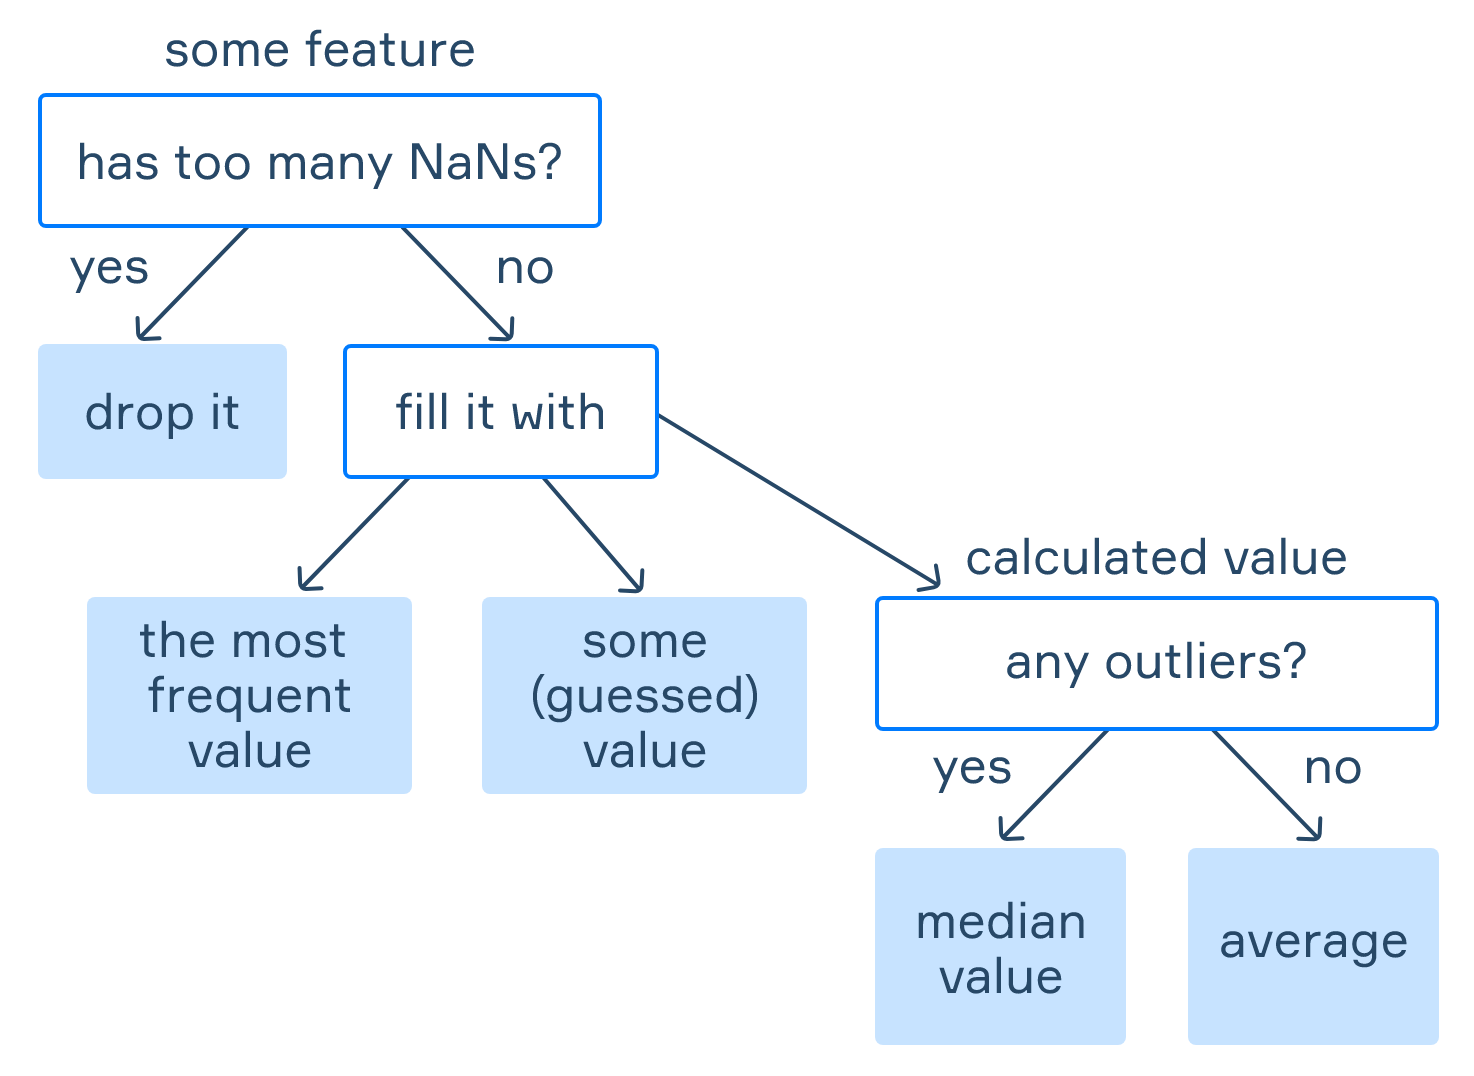 some feature
has too many NaNs?
yes
no
drop it
fill it with
the most
frequent
value
some
(guessed)
value
calculated value
any outliers?
yes
no
median
value
average